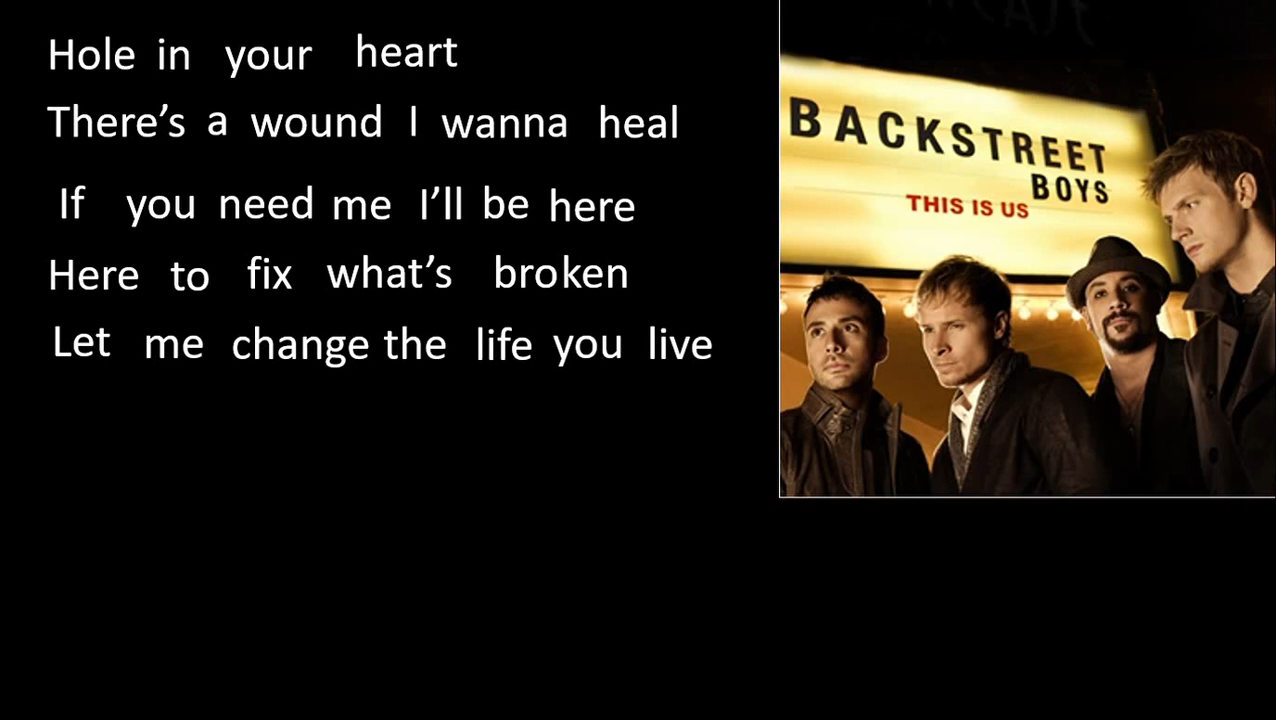 Hole in your heart
There's a wound I wanna heal
If you need me I'll be here
Here to fix what's broken
Let me change the life you live
BACKSTREET
BOYS
THIS IS US